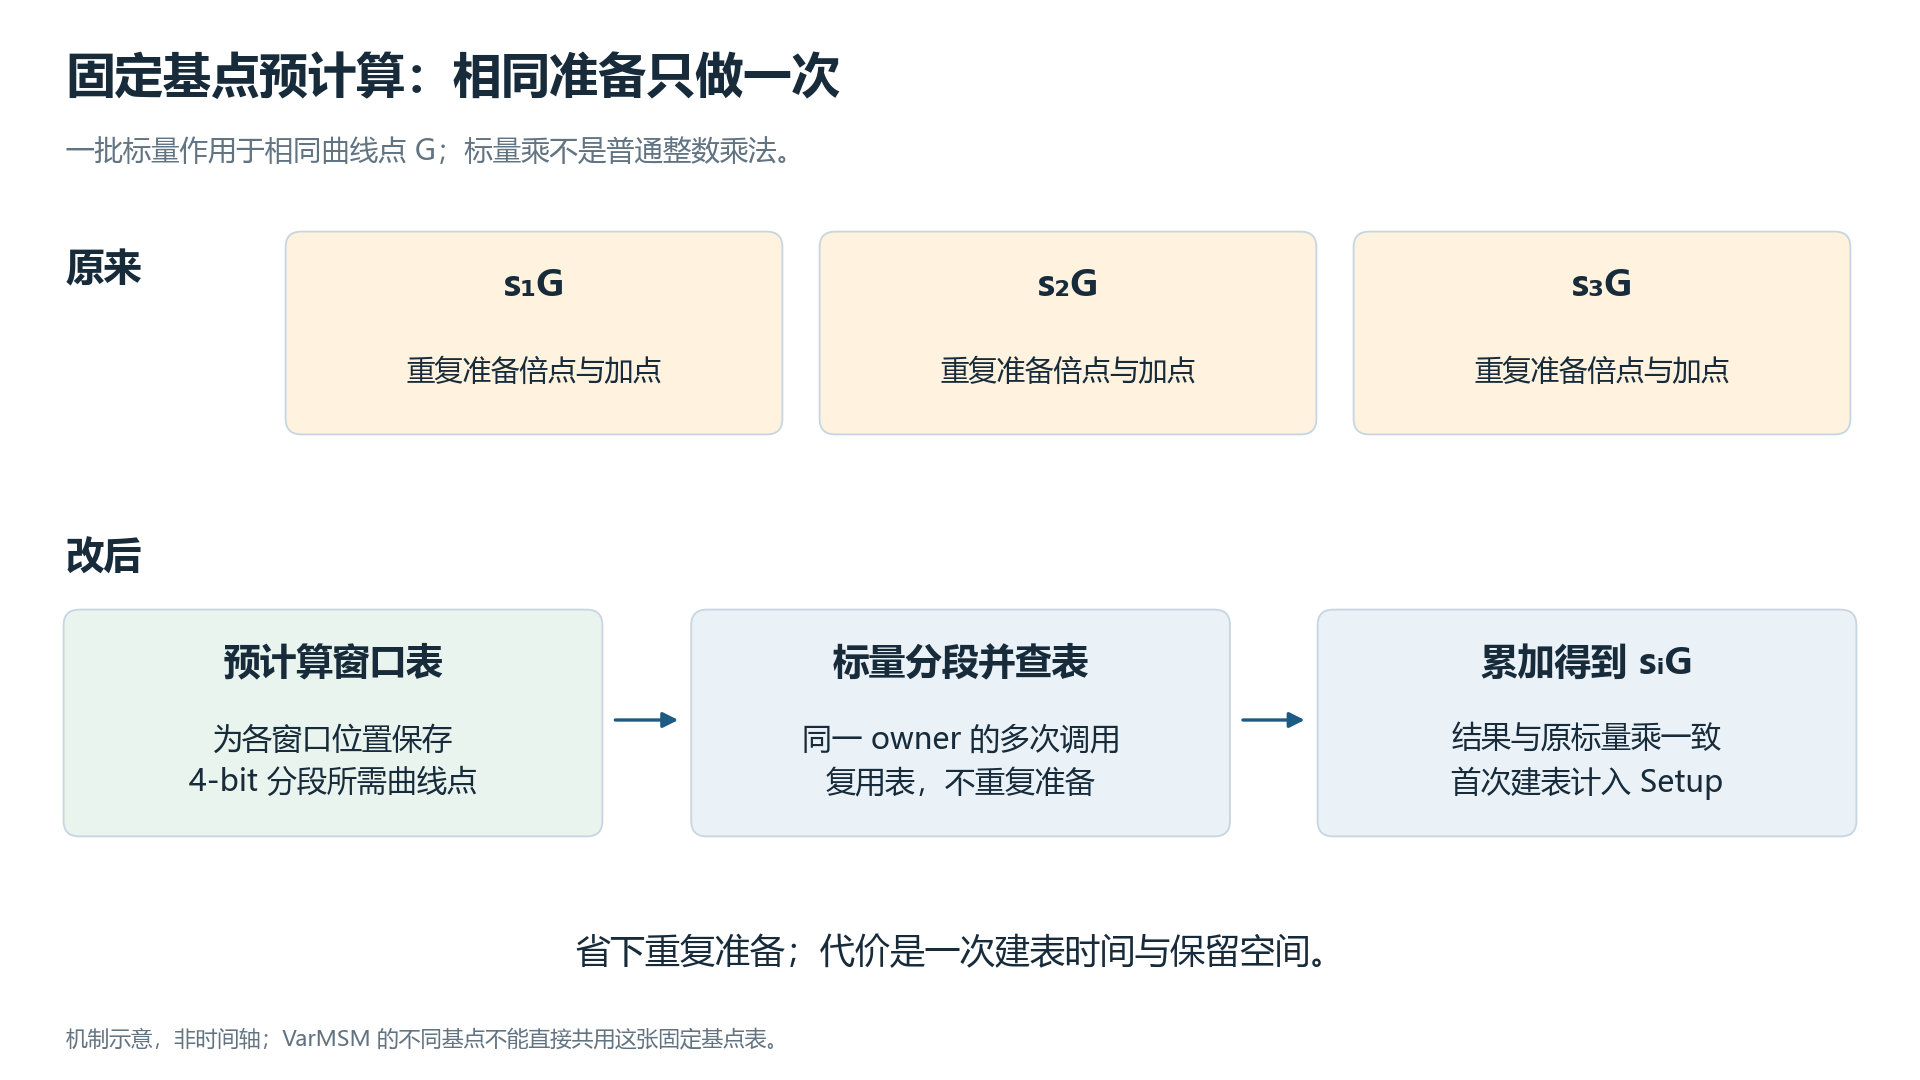 固定基点预计算：相同准备只做一次
一批标量作用于相同曲线点 G；标量乘不是普通整数乘法。
原来
s₁G
重复准备倍点与加点
s₂G
重复准备倍点与加点
s₃G
重复准备倍点与加点
改后
预计算窗口表
为各窗口位置保存
4-bit 分段所需曲线点
标量分段并查表
同一 owner 的多次调用
复用表，不重复准备
累加得到 sᵢG
结果与原标量乘一致
首次建表计入 Setup
省下重复准备；代价是一次建表时间与保留空间。
机制示意，非时间轴；VarMSM 的不同基点不能直接共用这张固定基点表。